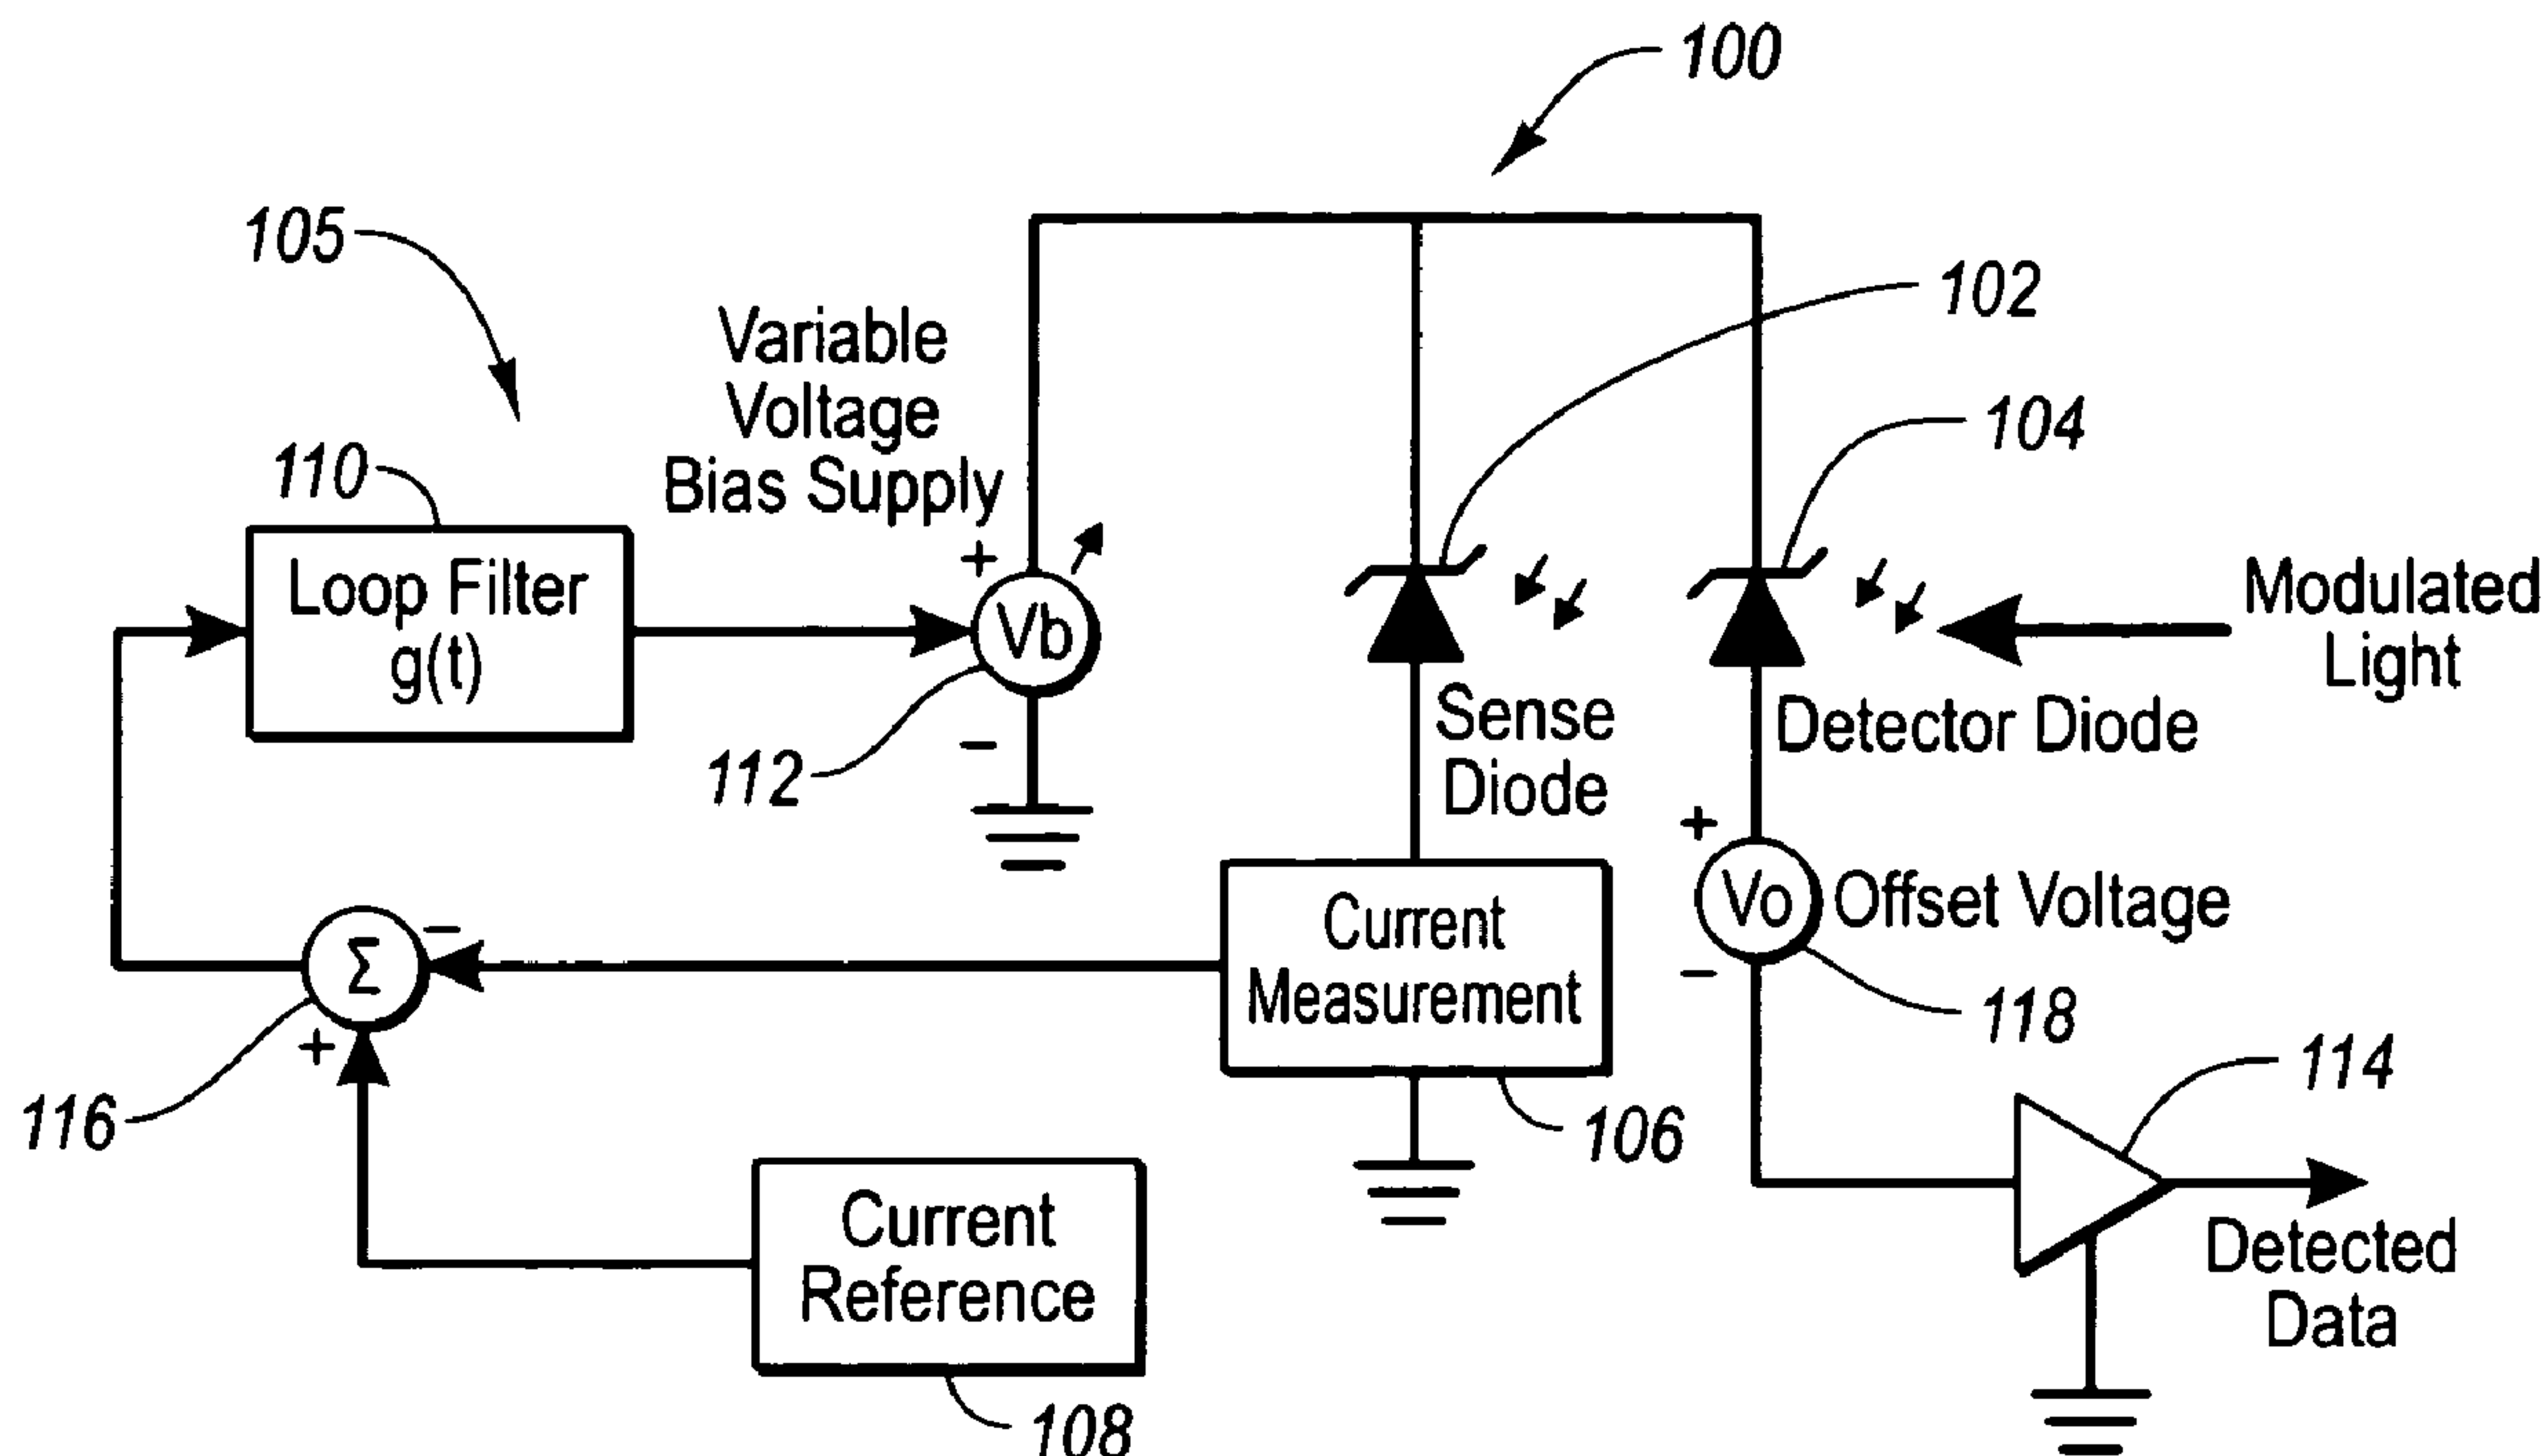 100
105
102
Variable
Voltage
Bias Supply
104
110
Loop Filter
g(t)
+
Vb
−
112
Modulated
Light
Sense
Diode
Detector Diode
+
Vo
−
Offset Voltage
118
Current
Measurement
106
Σ
−
+
116
114
Current
Reference
108
Detected
Data